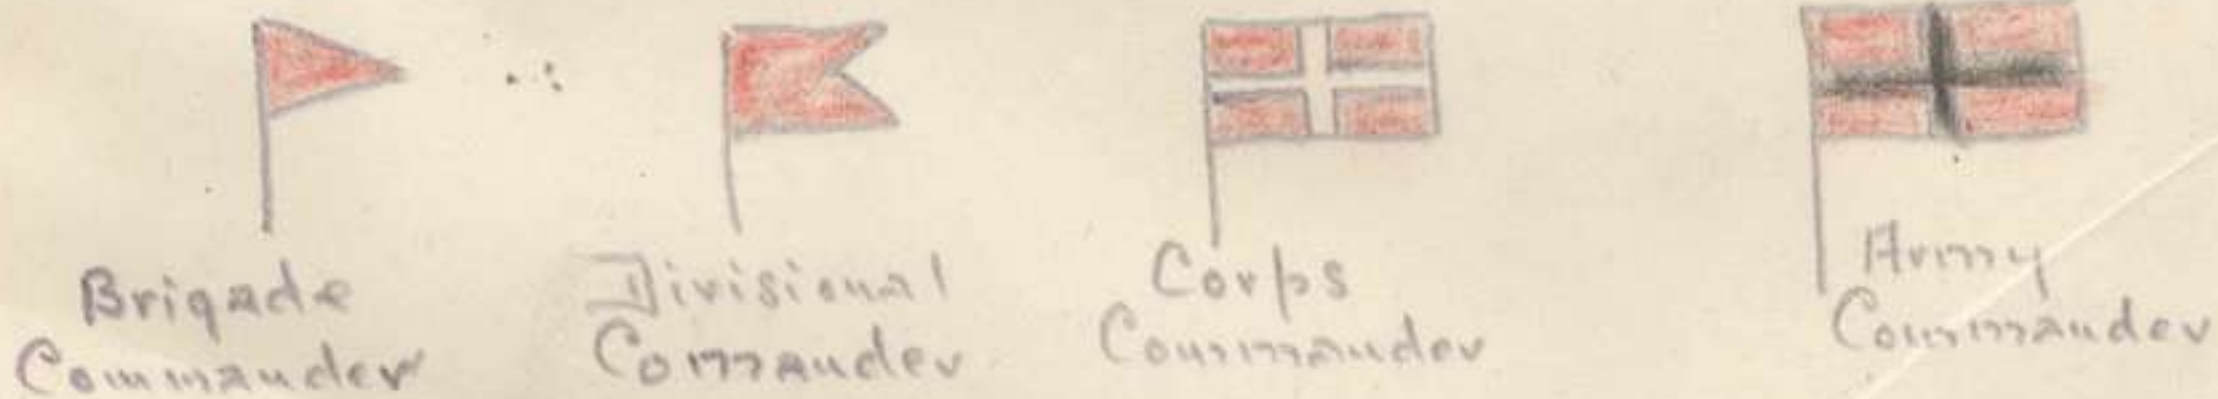 Brigade
Commander
Divisional
Commander
Corps
Commander
Army
Commander